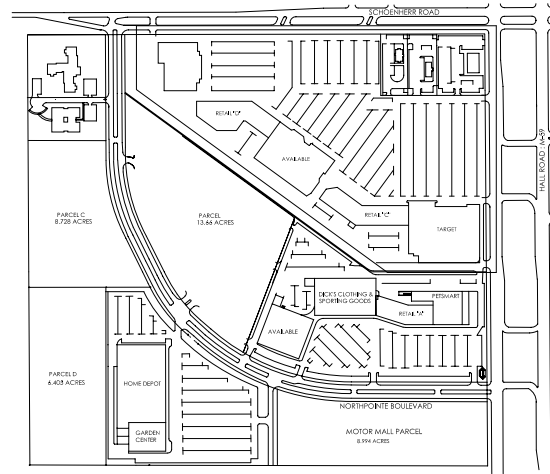 SCHOENHERR ROAD
HALL ROAD : M-59
RETAIL "D"
AVAILABLE
PARCEL C
8.728 ACRES
PARCEL
13.66 ACRES
RETAIL "C"
TARGET
DICK'S CLOTHING &
SPORTING GOODS
PETSMART
RETAIL "A"
AVAILABLE
PARCEL D
6.403 ACRES
HOME DEPOT
GARDEN
CENTER
NORTHPOINTE BOULEVARD
MOTOR MALL PARCEL
8.994 ACRES